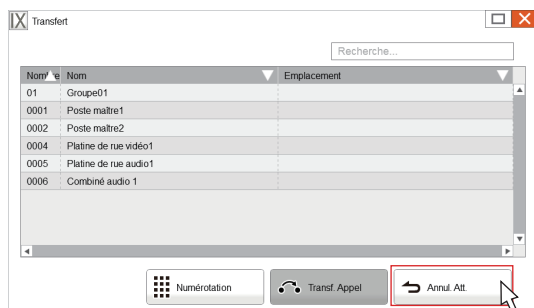 IX Transfert
Recherche...
Nombre Nom Emplacement
01 Groupe01
0001 Poste maître1
0002 Poste maître2
0004 Platine de rue vidéo1
0005 Platine de rue audio1
0006 Combiné audio 1
Numérotation Transf. Appel Annul. Att.